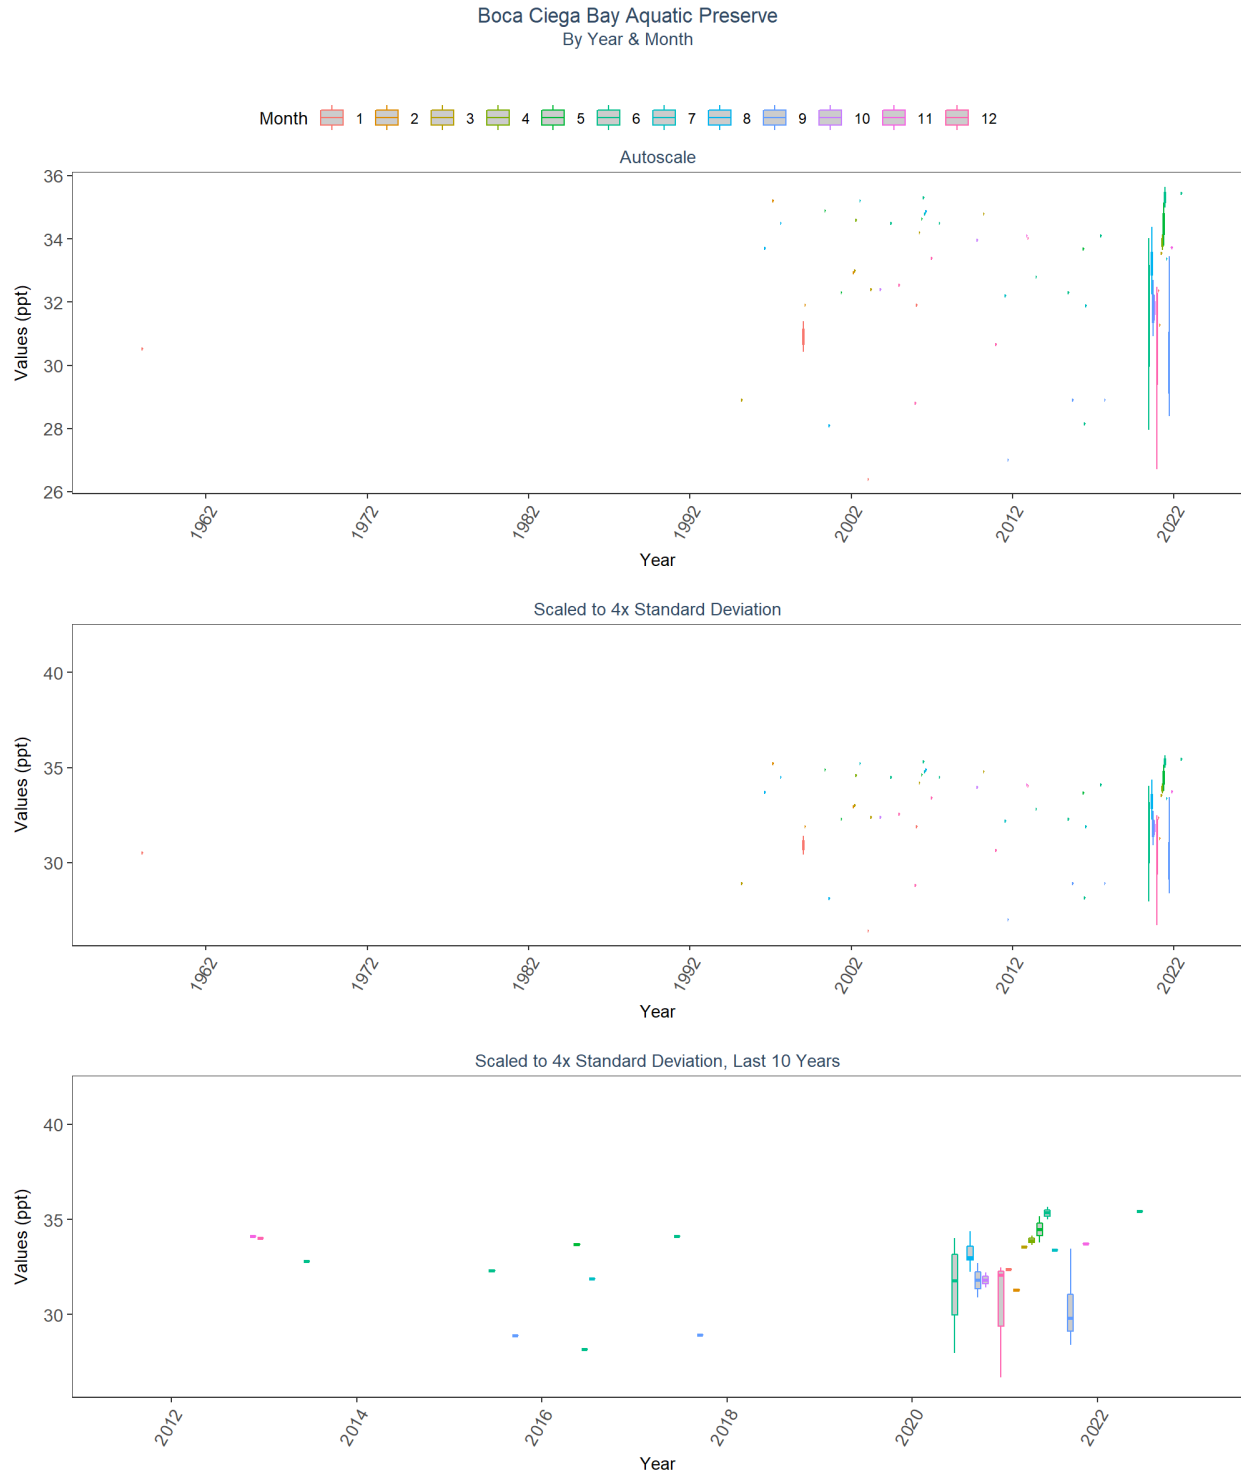 Boca Ciega Bay Aquatic Preserve
By Year & Month
Month 1 2 3 4 5 6 7 8 9 10 11 12
Autoscale
36
34
32
30
28
26
Values (ppt)
1962 1972 1982 1992 2002 2012 2022
Year
Scaled to 4x Standard Deviation
40
35
30
Values (ppt)
1962 1972 1982 1992 2002 2012 2022
Year
Scaled to 4x Standard Deviation, Last 10 Years
40
35
30
Values (ppt)
2012 2014 2016 2018 2020 2022
Year